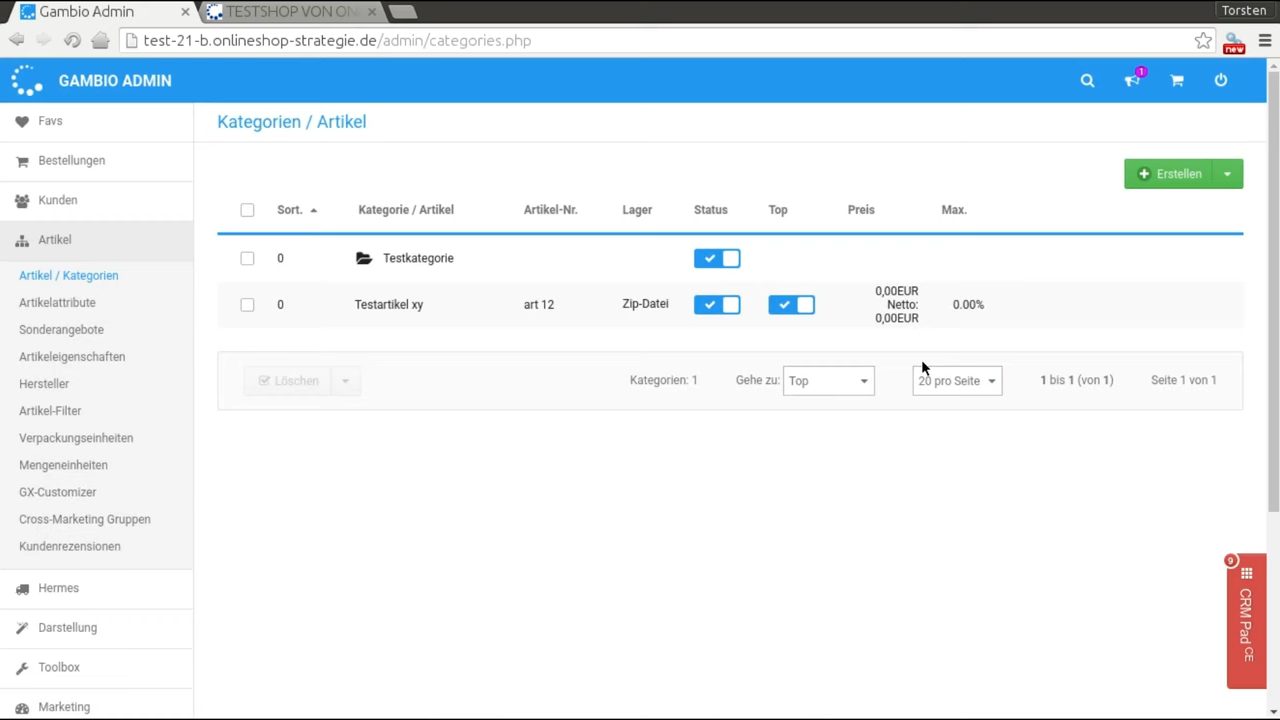 Gambio Admin
TESTSHOP VON ON
Torsten
test-21-b.onlineshop-strategie.de/admin/categories.php
new
GAMBIO ADMIN
1
Favs
Bestellungen
Kunden
Artikel
Artikel / Kategorien
Artikelattribute
Sonderangebote
Artikeleigenschaften
Hersteller
Artikel-Filter
Verpackungseinheiten
Mengeneinheiten
GX-Customizer
Cross-Marketing Gruppen
Kundenrezensionen
Hermes
Darstellung
Toolbox
Marketing
Kategorien / Artikel
Erstellen
Sort. Kategorie / Artikel Artikel-Nr. Lager Status Top Preis Max.
0 Testkategorie
0 Testartikel xy art 12 Zip-Datei 0,00EUR Netto: 0,00EUR 0.00%
Löschen Kategorien: 1 Gehe zu: Top 20 pro Seite 1 bis 1 (von 1) Seite 1 von 1
9
CRM Pad CE